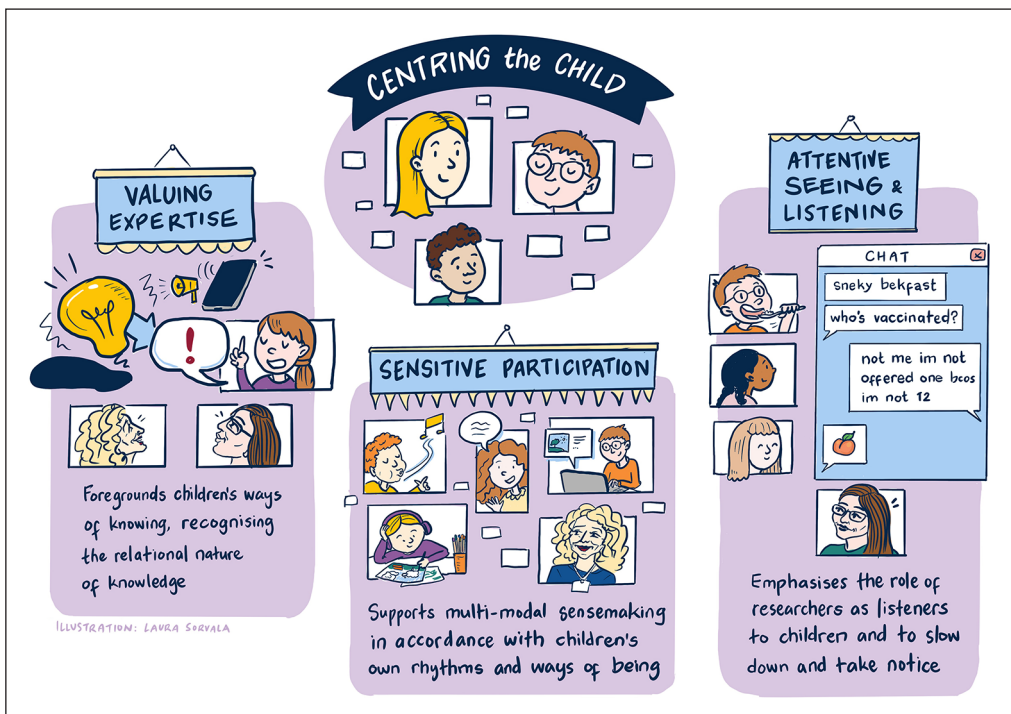 CENTRING the CHILD
VALUING
EXPERTISE
!
Foregrounds children's ways
of knowing, recognising
the relational nature
of knowledge
ILLUSTRATION: LAURA SORVALA
SENSITIVE PARTICIPATION
Supports multi-modal sensemaking
in accordance with children's
own rhythms and ways of being
ATTENTIVE
SEEING &
LISTENING
CHAT
x
sneky bekfast
who's vaccinated?
not me im not
offered one bcos
im not 12
Emphasises the role of
researchers as listeners
to children and to slow
down and take notice